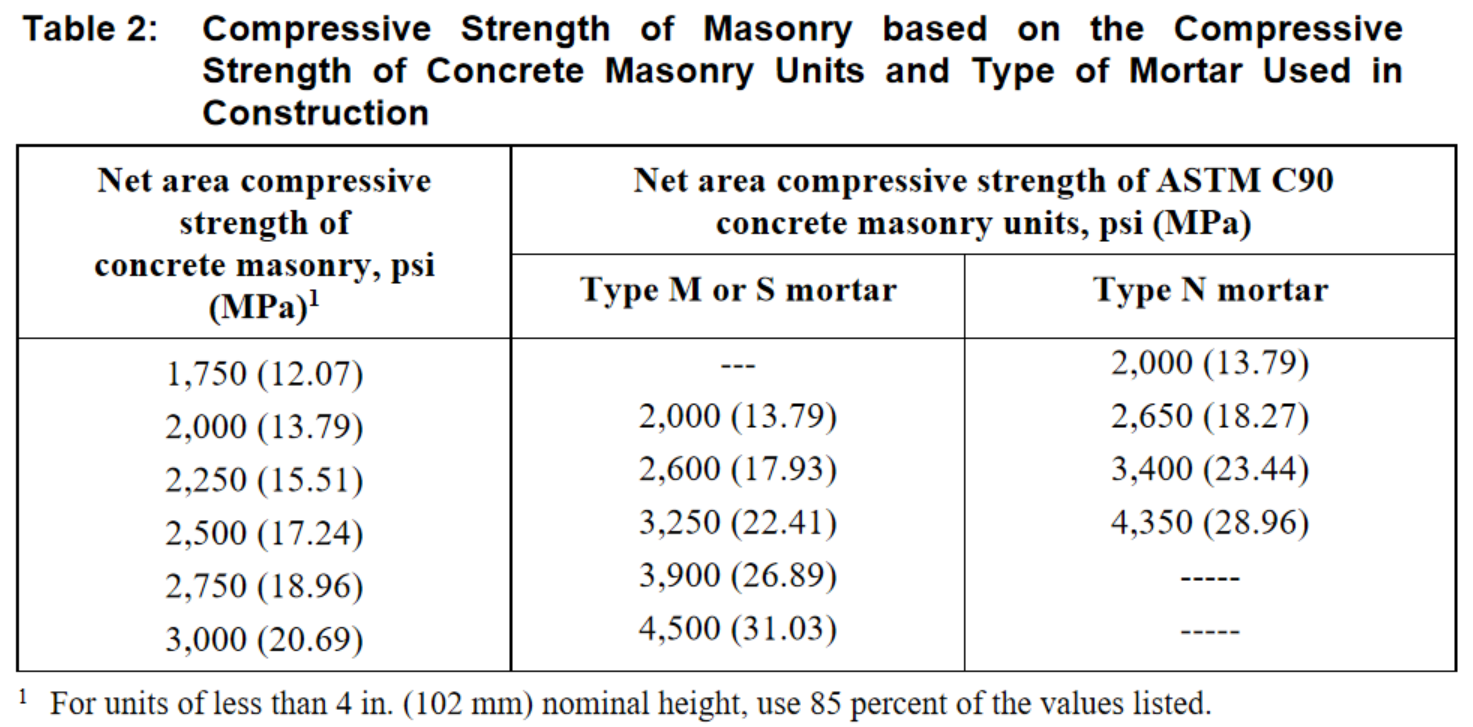 Table 2: Compressive Strength of Masonry based on the Compressive
Strength of Concrete Masonry Units and Type of Mortar Used in
Construction
Net area compressive
strength of
concrete masonry, psi
(MPa)¹
Net area compressive strength of ASTM C90
concrete masonry units, psi (MPa)
Type M or S mortar Type N mortar
1,750 (12.07) --- 2,000 (13.79)
2,000 (13.79) 2,000 (13.79) 2,650 (18.27)
2,250 (15.51) 2,600 (17.93) 3,400 (23.44)
2,500 (17.24) 3,250 (22.41) 4,350 (28.96)
2,750 (18.96) 3,900 (26.89) -----
3,000 (20.69) 4,500 (31.03) -----
¹ For units of less than 4 in. (102 mm) nominal height, use 85 percent of the values listed.